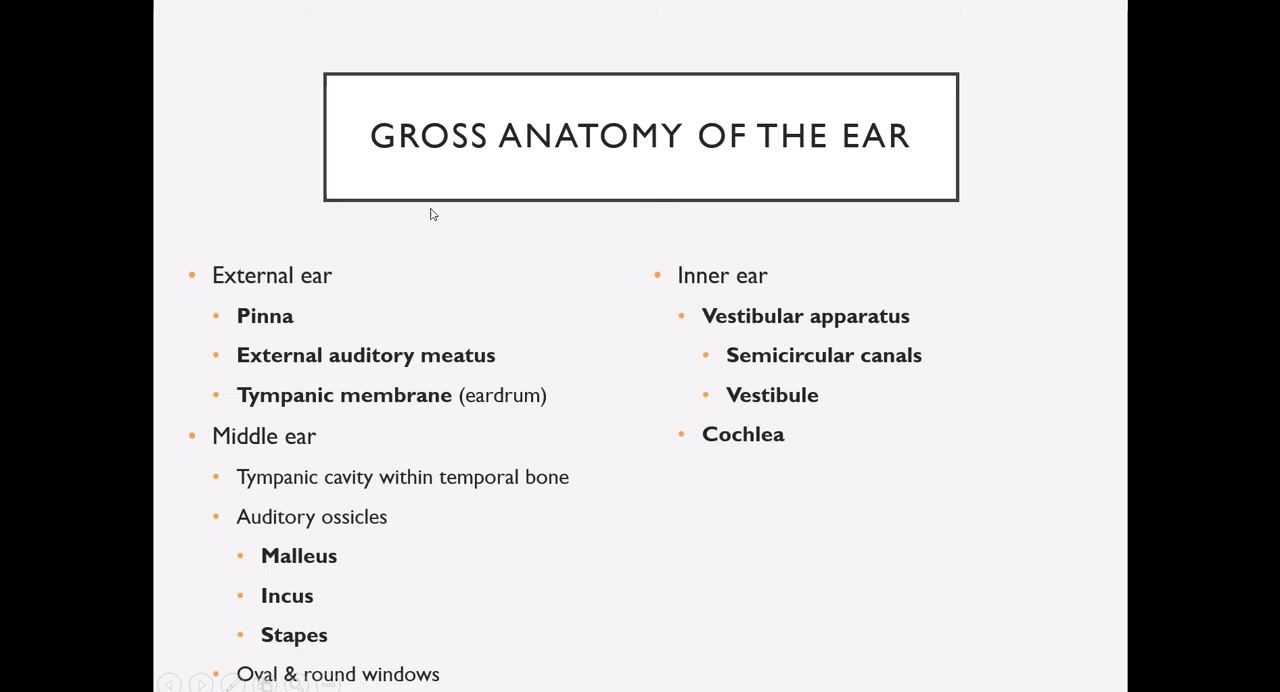 GROSS ANATOMY OF THE EAR
External ear
Pinna
External auditory meatus
Tympanic membrane (eardrum)
Middle ear
Tympanic cavity within temporal bone
Auditory ossicles
Malleus
Incus
Stapes
Oval & round windows
Inner ear
Vestibular apparatus
Semicircular canals
Vestibule
Cochlea